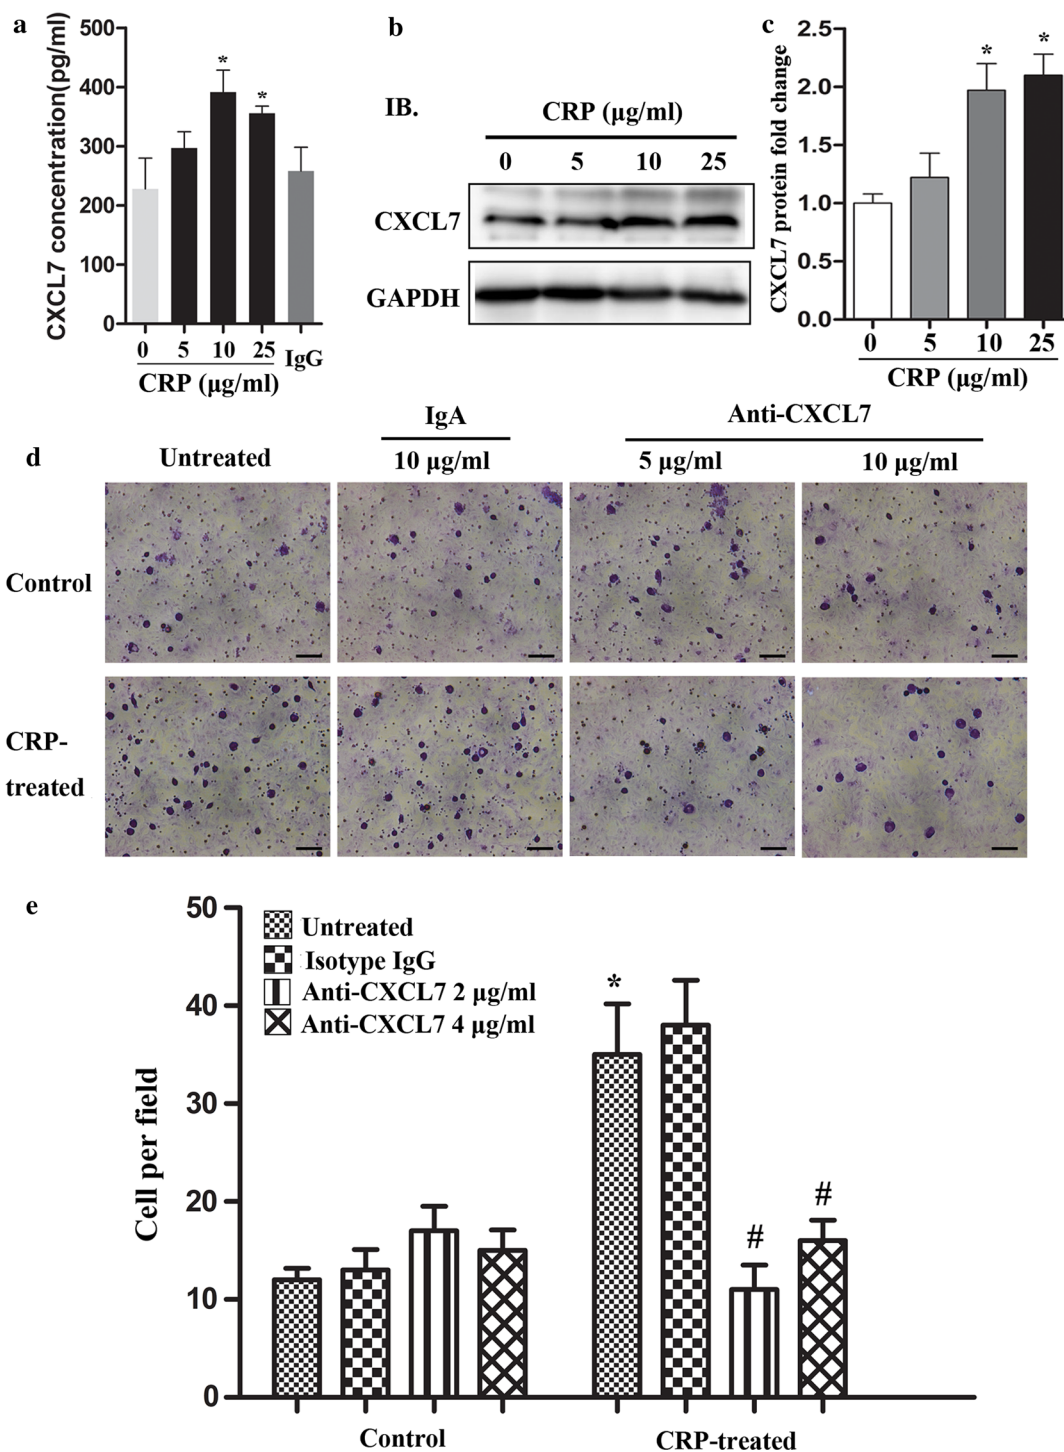 a
CXCL7 concentration(pg/ml)
500
400
300
200
100
0
*
*
0 5 10 25 IgG
CRP (μg/ml)
b
IB.
CRP (μg/ml)
0 5 10 25
CXCL7
GAPDH
c
CXCL7 protein fold change
2.5
2.0
1.5
1.0
0.5
0.0
*
*
0 5 10 25
CRP (μg/ml)
d
IgA
Anti-CXCL7
Untreated
10 μg/ml
5 μg/ml
10 μg/ml
Control
CRP-
treated
e
Cell per field
50
40
30
20
10
0
Untreated
Isotype IgG
Anti-CXCL7 2 μg/ml
Anti-CXCL7 4 μg/ml
*
#
#
Control
CRP-treated